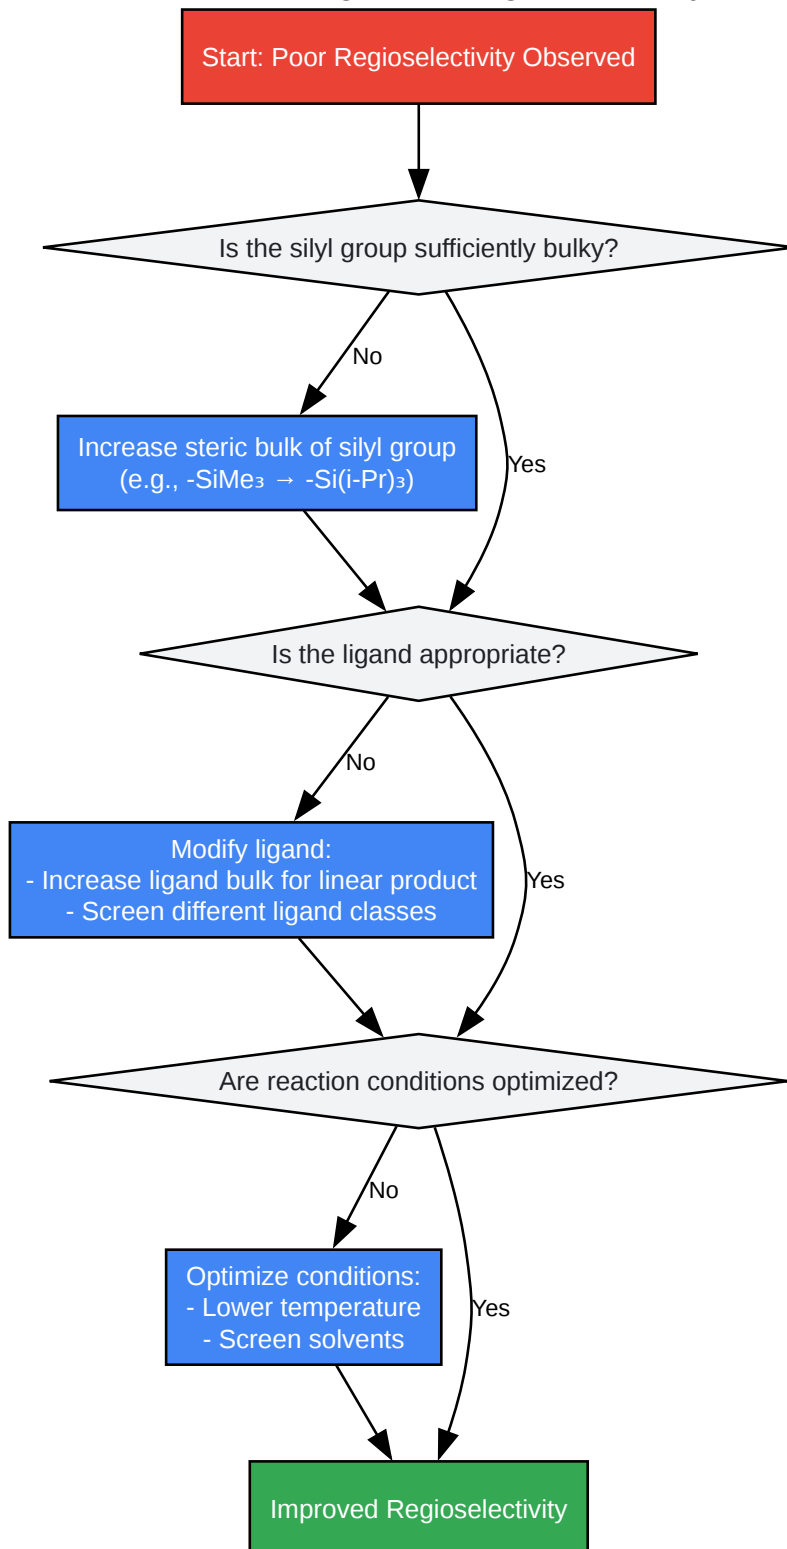 Start: Poor Regioselectivity Observed
Is the silyl group sufficiently bulky?
No
Increase steric bulk of silyl group
(e.g., -SiMe₃ → -Si(i-Pr)₃)
Yes
Is the ligand appropriate?
No
Modify ligand:
- Increase ligand bulk for linear product
- Screen different ligand classes
Yes
Are reaction conditions optimized?
No
Optimize conditions:
- Lower temperature
- Screen solvents
Yes
Improved Regioselectivity